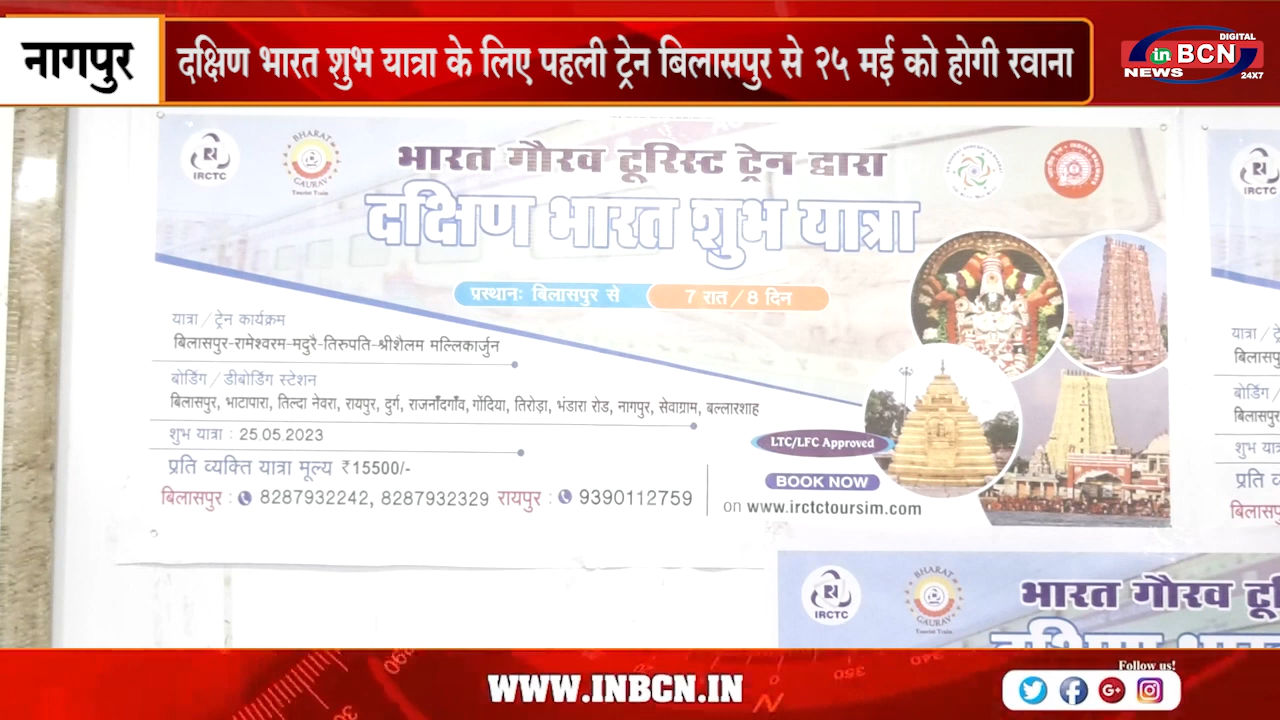 नागपुर
दक्षिण भारत शुभ यात्रा के लिए पहली ट्रेन बिलासपुर से २५ मई को होगी रवाना
DIGITAL
in BCN
NEWS 24X7
IRCTC
BHARAT GAURAV
Tourist Train
भारत गौरव टूरिस्ट ट्रेन द्वारा
दक्षिण भारत शुभ यात्रा
प्रस्थानः बिलासपुर से 7 रात / 8 दिन
यात्रा / ट्रेन कार्यक्रम
बिलासपुर-रामेश्वरम-मदुरै-तिरुपति-श्रीशैलम मल्लिकार्जुन
बोर्डिंग / डीबोर्डिंग स्टेशन
बिलासपुर, भाटापारा, तिल्दा नेवरा, रायपुर, दुर्ग, राजनाँदगाँव, गोंदिया, तिरोड़ा, भंडारा रोड, नागपुर, सेवाग्राम, बल्लारशाह
शुभ यात्रा : 25.05.2023
प्रति व्यक्ति यात्रा मूल्य ₹15500/-
बिलासपुर : 8287932242, 8287932329 रायपुर : 9390112759
LTC/LFC Approved
BOOK NOW
on www.irctctoursim.com
IRCTC
यात्रा / ट्रे
बिलासपु
बोर्डिंग /
बिलासपु
शुभ यात्र
प्रति व
बिलासपु
IRCTC
BHARAT GAURAV
Tourist Train
भारत गौरव टू
WWW.INBCN.IN
Follow us!